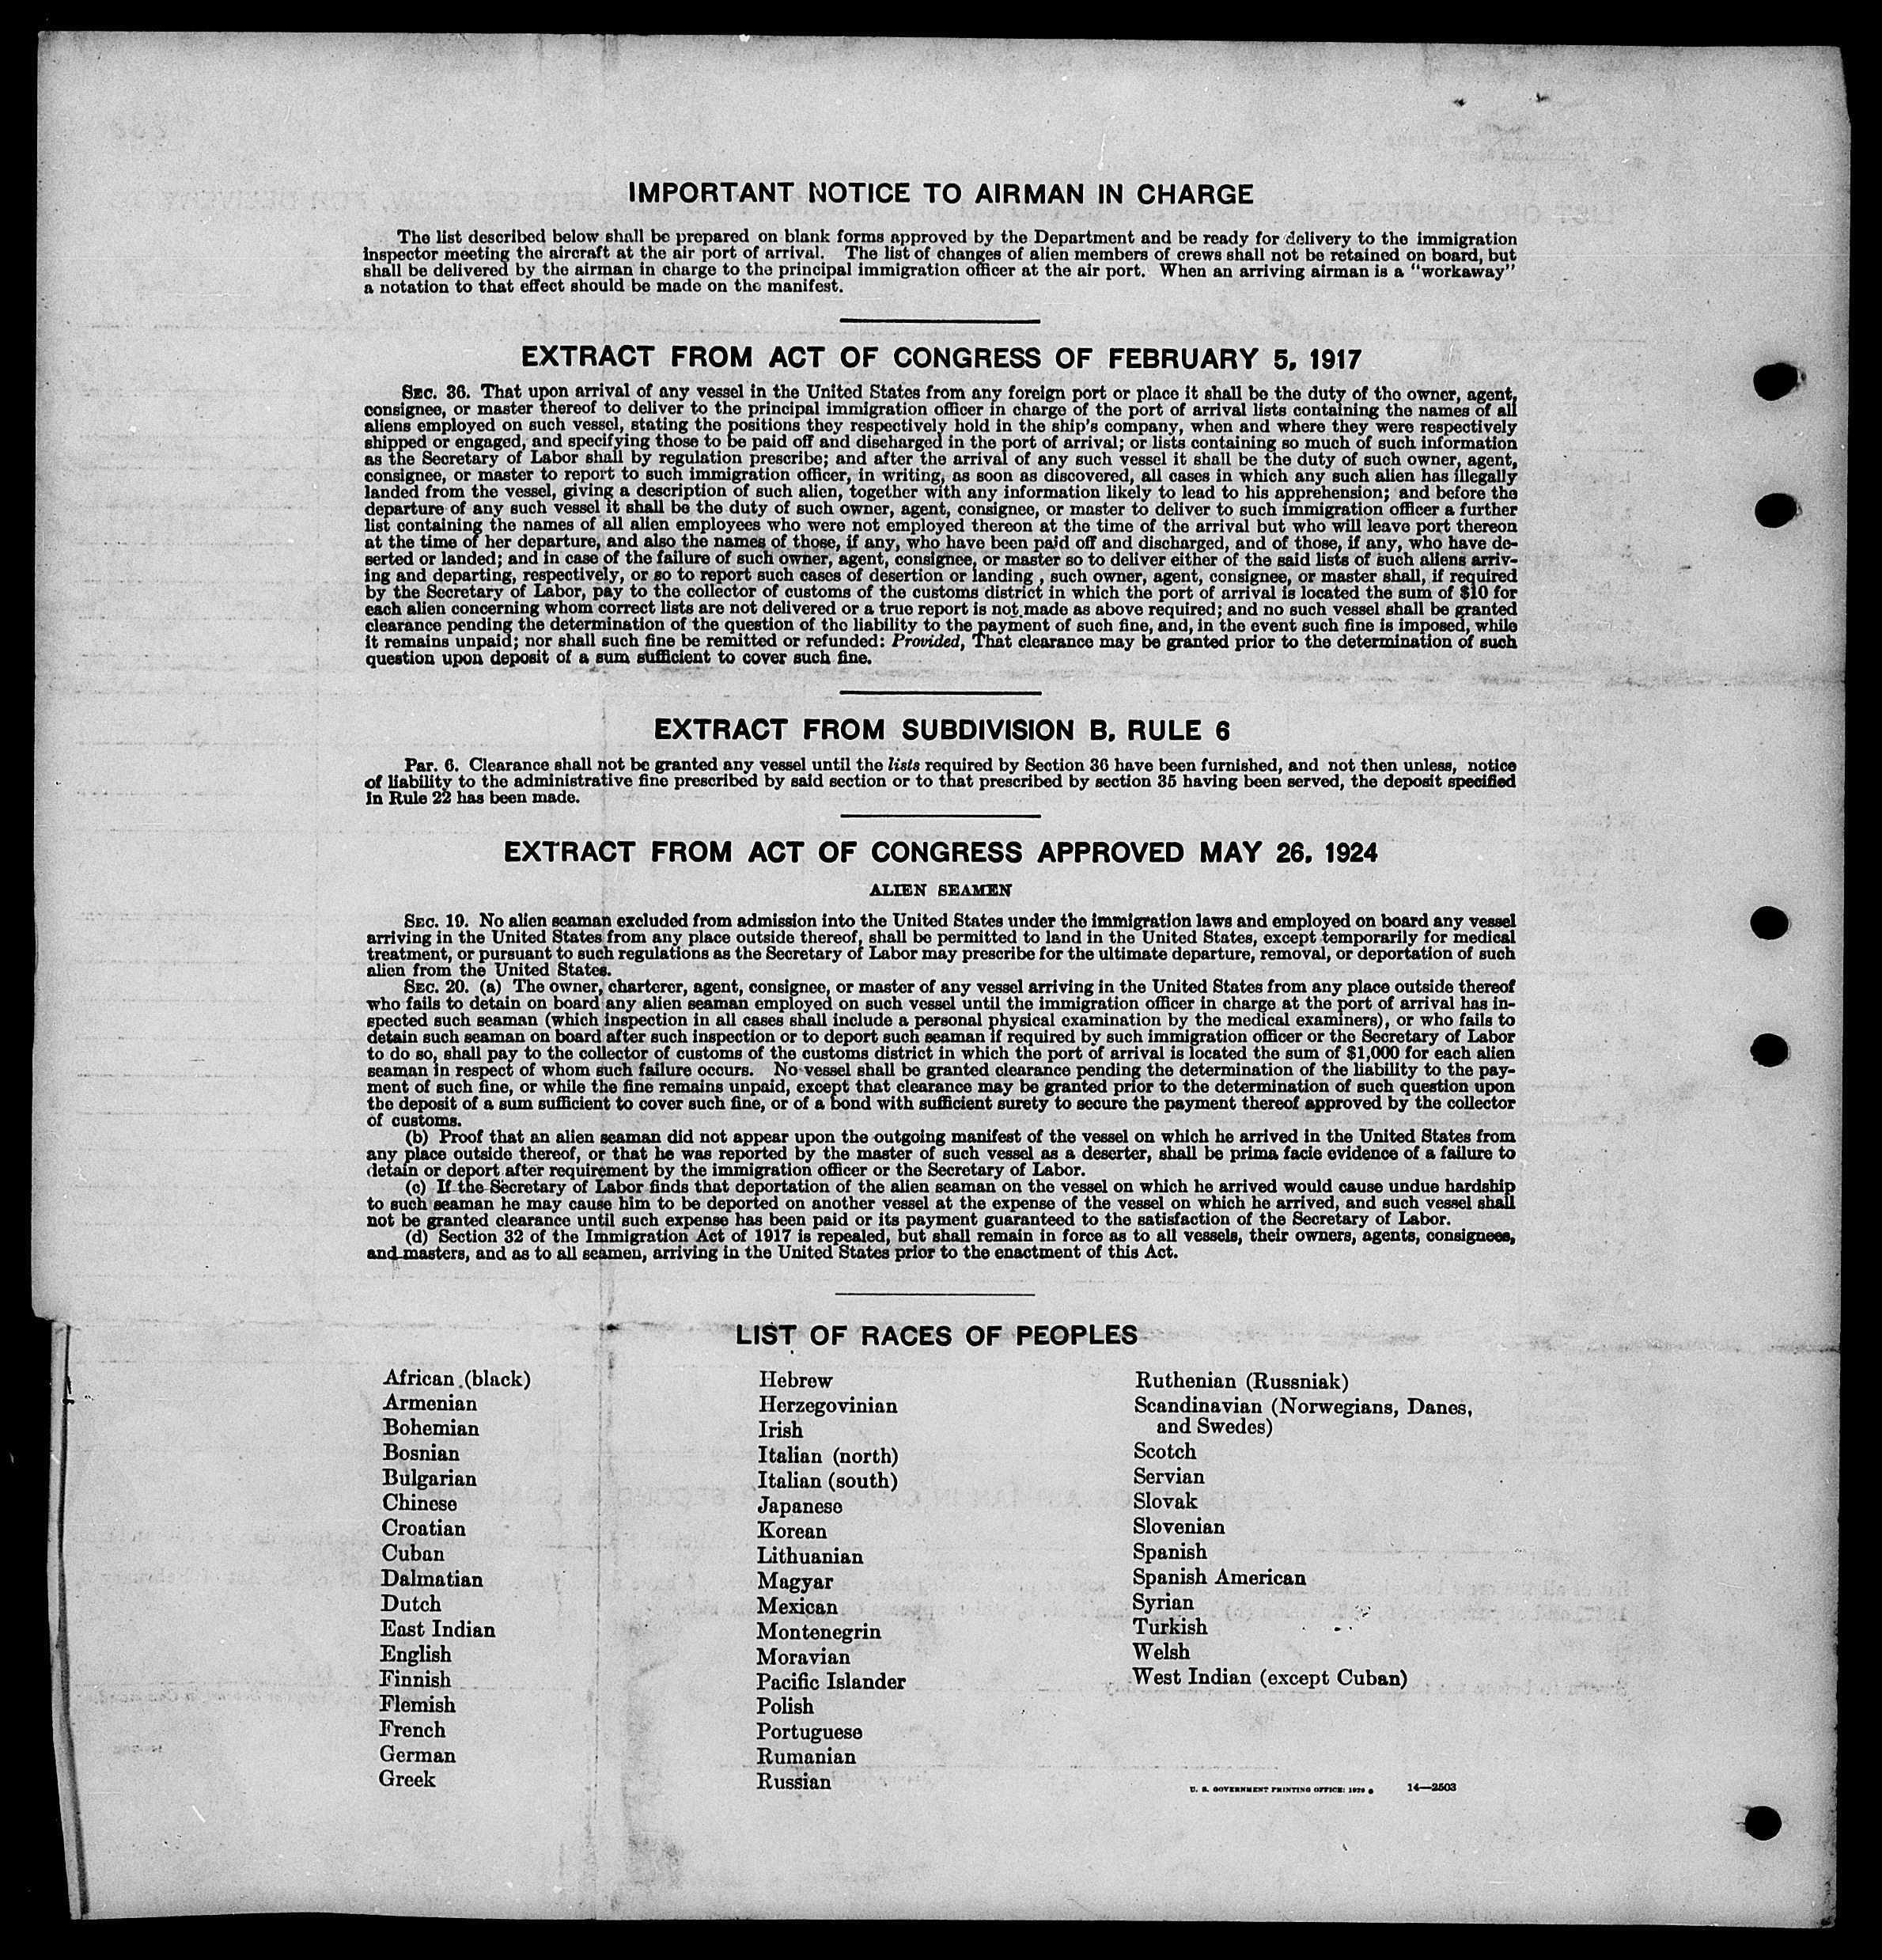 IMPORTANT NOTICE TO AIRMAN IN CHARGE
The list described below shall be prepared on blank forms approved by the Department and be ready for delivery to the immigration
inspector meeting the aircraft at the air port of arrival. The list of changes of alien members of crews shall not be retained on board, but
shall be delivered by the airman in charge to the principal immigration officer at the air port. When an arriving airman is a "workaway"
a notation to that effect should be made on the manifest.
EXTRACT FROM ACT OF CONGRESS OF FEBRUARY 5, 1917
SEC. 36. That upon arrival of any vessel in the United States from any foreign port or place it shall be the duty of the owner, agent,
consignee, or master thereof to deliver to the principal immigration officer in charge of the port of arrival lists containing the names of all
aliens employed on such vessel, stating the positions they respectively hold in the ship's company, when and where they were respectively
shipped or engaged, and specifying those to be paid off and discharged in the port of arrival; or lists containing so much of such information
as the Secretary of Labor shall by regulation prescribe; and after the arrival of any such vessel it shall be the duty of such owner, agent,
consignee, or master to report to such immigration officer, in writing, as soon as discovered, all cases in which any such alien has illegally
landed from the vessel, giving a description of such alien, together with any information likely to lead to his apprehension; and before the
departure of any such vessel it shall be the duty of such owner, agent, consignee, or master to deliver to such immigration officer a further
list containing the names of all alien employees who were not employed thereon at the time of the arrival but who will leave port thereon
at the time of her departure, and also the names of those, if any, who have been paid off and discharged, and of those, if any, who have de-
serted or landed; and in case of the failure of such owner, agent, consignee, or master so to deliver either of the said lists of such aliens arriv-
ing and departing, respectively, or so to report such cases of desertion or landing , such owner, agent, consignee, or master shall, if required
by the Secretary of Labor, pay to the collector of customs of the customs district in which the port of arrival is located the sum of $10 for
each alien concerning whom correct lists are not delivered or a true report is not made as above required; and no such vessel shall be granted
clearance pending the determination of the question of the liability to the payment of such fine, and, in the event such fine is imposed, while
it remains unpaid; nor shall such fine be remitted or refunded: Provided, That clearance may be granted prior to the determination of such
question upon deposit of a sum sufficient to cover such fine.
EXTRACT FROM SUBDIVISION B, RULE 6
Par. 6. Clearance shall not be granted any vessel until the lists required by Section 36 have been furnished, and not then unless, notice
of liability to the administrative fine prescribed by said section or to that prescribed by section 35 having been served, the deposit specified
in Rule 22 has been made.
EXTRACT FROM ACT OF CONGRESS APPROVED MAY 26, 1924
ALIEN SEAMEN
SEC. 19. No alien seaman excluded from admission into the United States under the immigration laws and employed on board any vessel
arriving in the United States from any place outside thereof, shall be permitted to land in the United States, except temporarily for medical
treatment, or pursuant to such regulations as the Secretary of Labor may prescribe for the ultimate departure, removal, or deportation of such
alien from the United States.
SEC. 20. (a) The owner, charterer, agent, consignee, or master of any vessel arriving in the United States from any place outside thereof
who fails to detain on board any alien seaman employed on such vessel until the immigration officer in charge at the port of arrival has in-
spected such seaman (which inspection in all cases shall include a personal physical examination by the medical examiners), or who fails to
detain such seaman on board after such inspection or to deport such seaman if required by such immigration officer or the Secretary of Labor
to do so, shall pay to the collector of customs of the customs district in which the port of arrival is located the sum of $1,000 for each alien
seaman in respect of whom such failure occurs. No vessel shall be granted clearance pending the determination of the liability to the pay-
ment of such fine, or while the fine remains unpaid, except that clearance may be granted prior to the determination of such question upon
the deposit of a sum sufficient to cover such fine, or of a bond with sufficient surety to secure the payment thereof approved by the collector
of customs.
(b) Proof that an alien seaman did not appear upon the outgoing manifest of the vessel on which he arrived in the United States from
any place outside thereof, or that he was reported by the master of such vessel as a deserter, shall be prima facie evidence of a failure to
detain or deport after requirement by the immigration officer or the Secretary of Labor.
(c) If the Secretary of Labor finds that deportation of the alien seaman on the vessel on which he arrived would cause undue hardship
to such seaman he may cause him to be deported on another vessel at the expense of the vessel on which he arrived, and such vessel shall
not be granted clearance until such expense has been paid or its payment guaranteed to the satisfaction of the Secretary of Labor.
(d) Section 32 of the Immigration Act of 1917 is repealed, but shall remain in force as to all vessels, their owners, agents, consignees,
and masters, and as to all seamen, arriving in the United States prior to the enactment of this Act.
LIST OF RACES OF PEOPLES
African (black)
Armenian
Bohemian
Bosnian
Bulgarian
Chinese
Croatian
Cuban
Dalmatian
Dutch
East Indian
English
Finnish
Flemish
French
German
Greek
Hebrew
Herzegovinian
Irish
Italian (north)
Italian (south)
Japanese
Korean
Lithuanian
Magyar
Mexican
Montenegrin
Moravian
Pacific Islander
Polish
Portuguese
Rumanian
Russian
Ruthenian (Russniak)
Scandinavian (Norwegians, Danes,
and Swedes)
Scotch
Servian
Slovak
Slovenian
Spanish
Spanish American
Syrian
Turkish
Welsh
West Indian (except Cuban)
U. S. GOVERNMENT PRINTING OFFICE: 14—2503